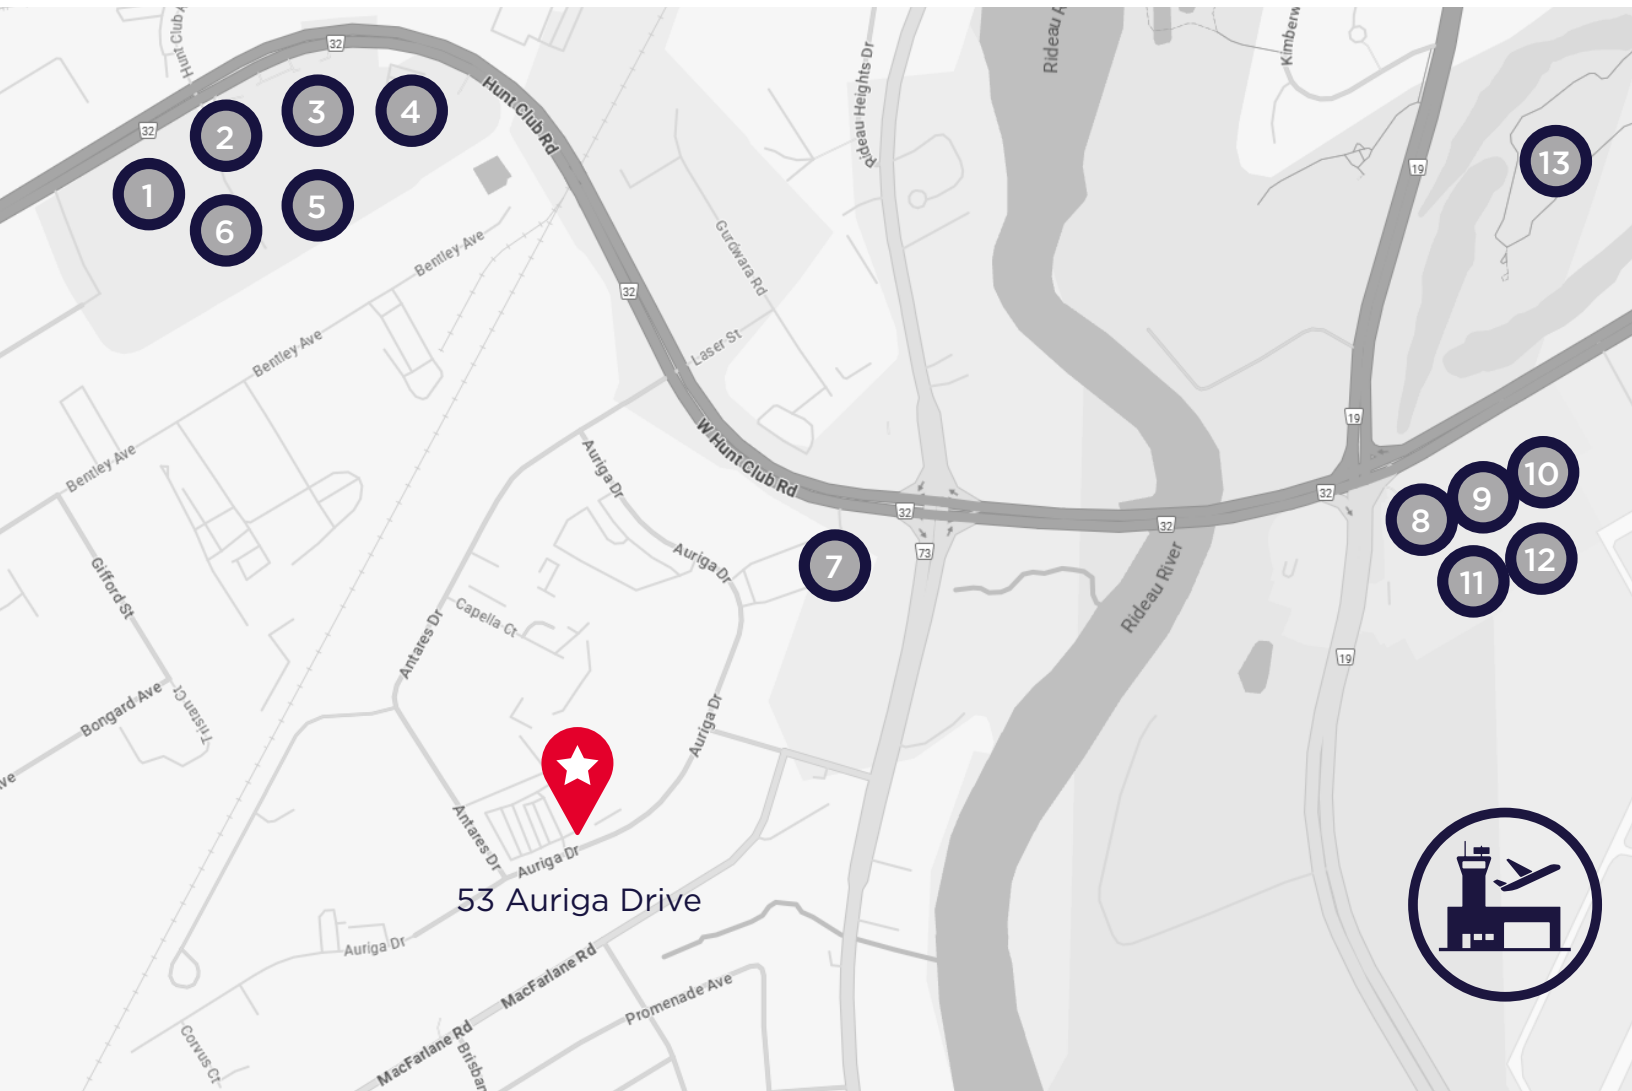 Hunt Club
32
Rideau
Kimberw
3
4
2
32
Hunt Club Rd
Rideau Heights Dr
13
19
1
5
6
Bentley Ave
Gurdwara Rd
32
Laser St
Bentley Ave
19
W Hunt Club Rd
Bentley Ave
Auriga Dr
10
9
8
32
32
32
73
Auriga Dr
7
12
11
Gifford St
Capella Ct
Antares Dr
Rideau River
19
Bongard Ave
Tristan Ct
Auriga Dr
ve
Antares Dr
Auriga Dr
53 Auriga Drive
Auriga Dr
MacFarlane Rd
Promenade Ave
Corvus Ct
MacFarlane Rd
Brisba